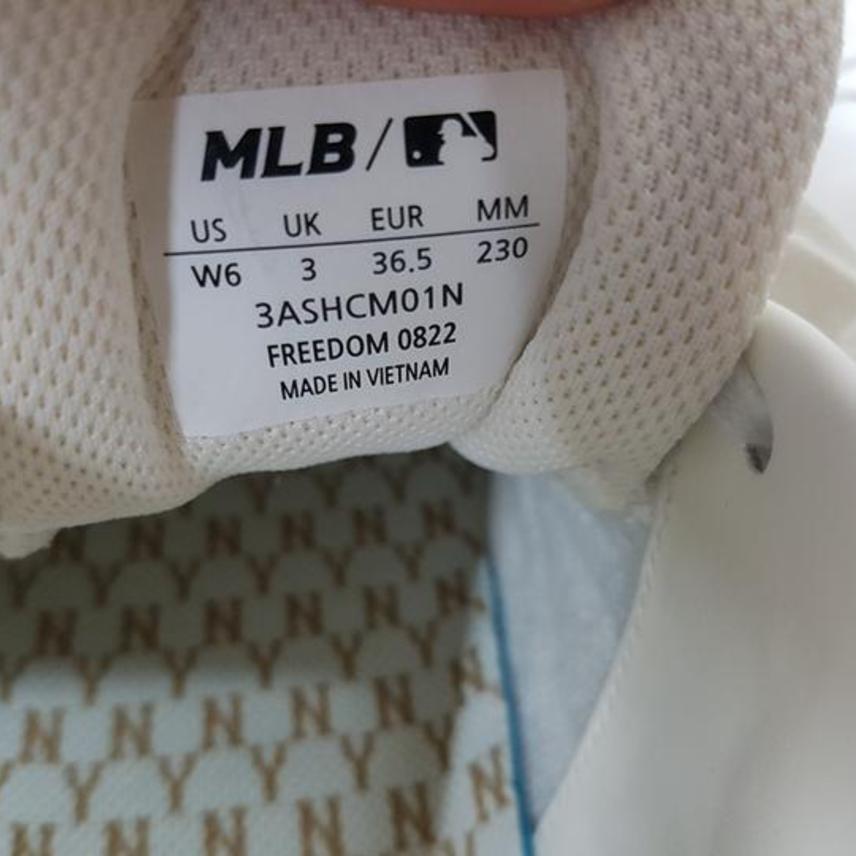 MLB /
US UK EUR MM
W6 3 36.5 230
3ASHCM01N
FREEDOM 0822
MADE IN VIETNAM